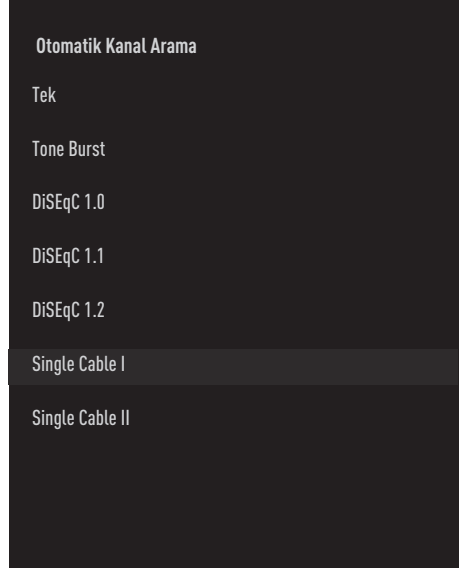 Otomatik Kanal Arama
Tek
Tone Burst
DiSEqC 1.0
DiSEqC 1.1
DiSEqC 1.2
Single Cable I
Single Cable II